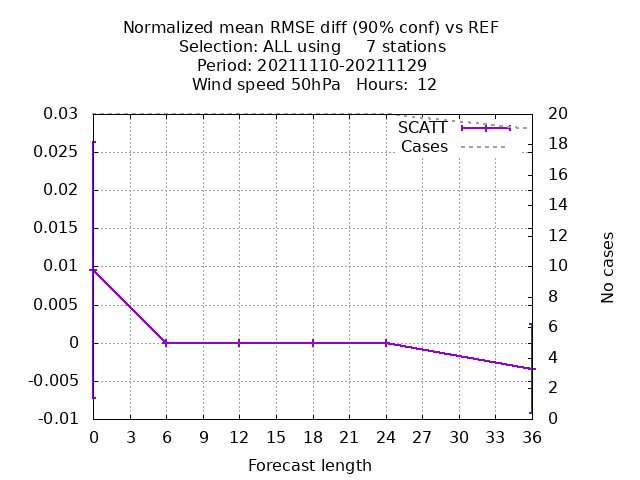 Normalized mean RMSE diff (90% conf) vs REF
Selection: ALL using     7 stations
Period: 20211110-20211129
Wind speed 50hPa   Hours:  12
SCATT
Cases
0.03
0.025
0.02
0.015
0.01
0.005
0
-0.005
-0.01
20
18
16
14
12
10
8
6
4
2
0
No cases
0 3 6 9 12 15 18 21 24 27 30 33 36
Forecast length